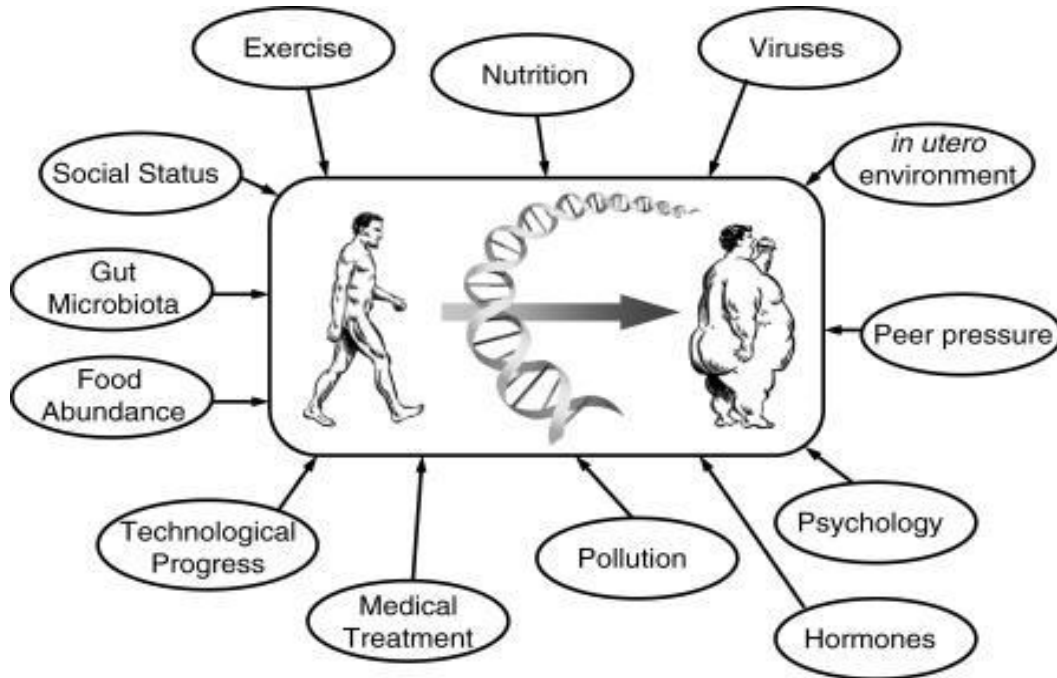 Exercise
Nutrition
Viruses
Social Status
in utero
environment
Gut
Microbiota
Peer pressure
Food
Abundance
Technological
Progress
Medical
Treatment
Pollution
Psychology
Hormones